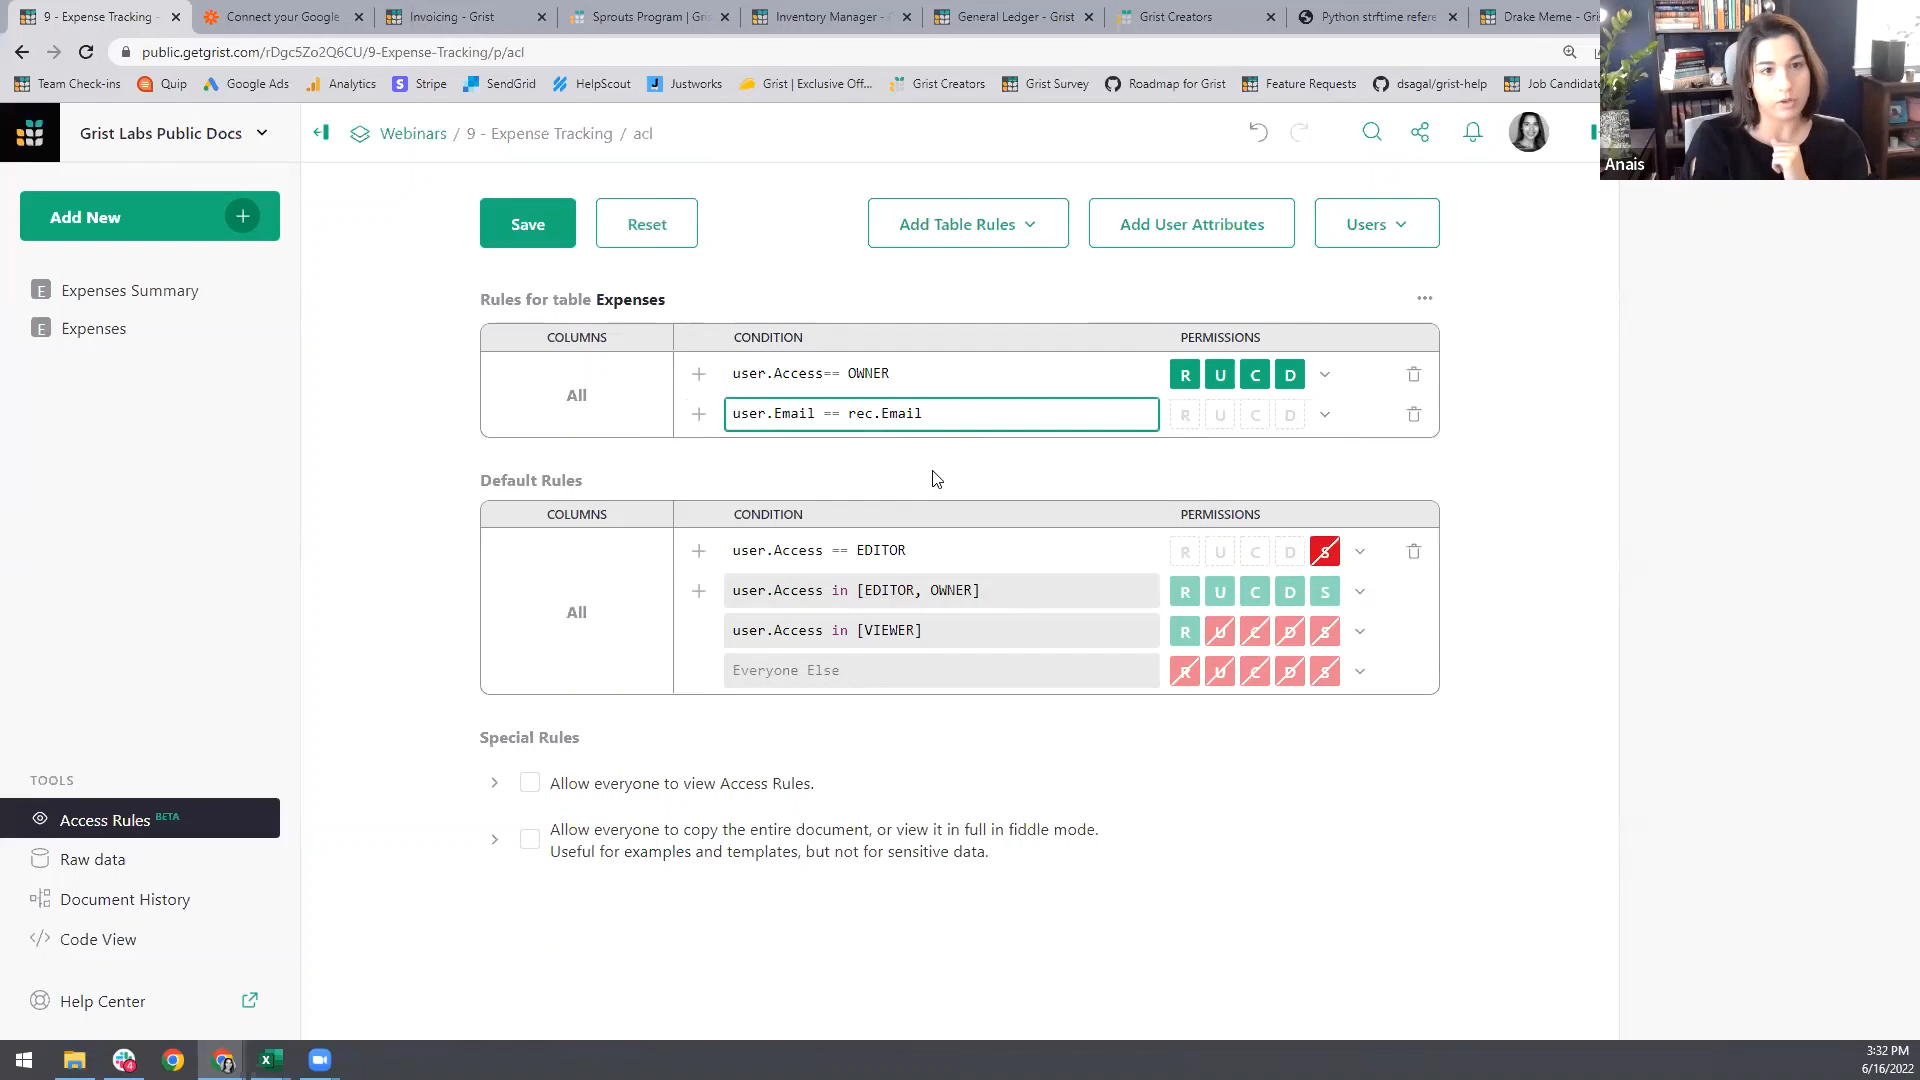 9 - Expense Tracking -
Connect your Google
Invoicing - Grist
Sprouts Program | Gris
Inventory Manager -
General Ledger - Grist
Grist Creators
Python strftime refere
Drake Meme - Gri
public.getgrist.com/rDgc5Zo2Q6CU/9-Expense-Tracking/p/acl
Team Check-ins
Quip
Google Ads
Analytics
Stripe
SendGrid
HelpScout
Justworks
Grist | Exclusive Off...
Grist Creators
Grist Survey
Roadmap for Grist
Feature Requests
dsagal/grist-help
Job Candidate
Anais
Grist Labs Public Docs
Webinars / 9 - Expense Tracking / acl
Add New
E Expenses Summary
E Expenses
Save
Reset
Add Table Rules
Add User Attributes
Users
Rules for table Expenses
COLUMNS CONDITION PERMISSIONS
All
user.Access== OWNER R U C D
user.Email == rec.Email R U C D
Default Rules
COLUMNS CONDITION PERMISSIONS
All
user.Access == EDITOR R U C D S
user.Access in [EDITOR, OWNER] R U C D S
user.Access in [VIEWER] R U C D S
Everyone Else R U C D S
Special Rules
Allow everyone to view Access Rules.
Allow everyone to copy the entire document, or view it in full in fiddle mode.
Useful for examples and templates, but not for sensitive data.
TOOLS
Access Rules BETA
Raw data
Document History
Code View
Help Center
4
3:32 PM
6/16/2022